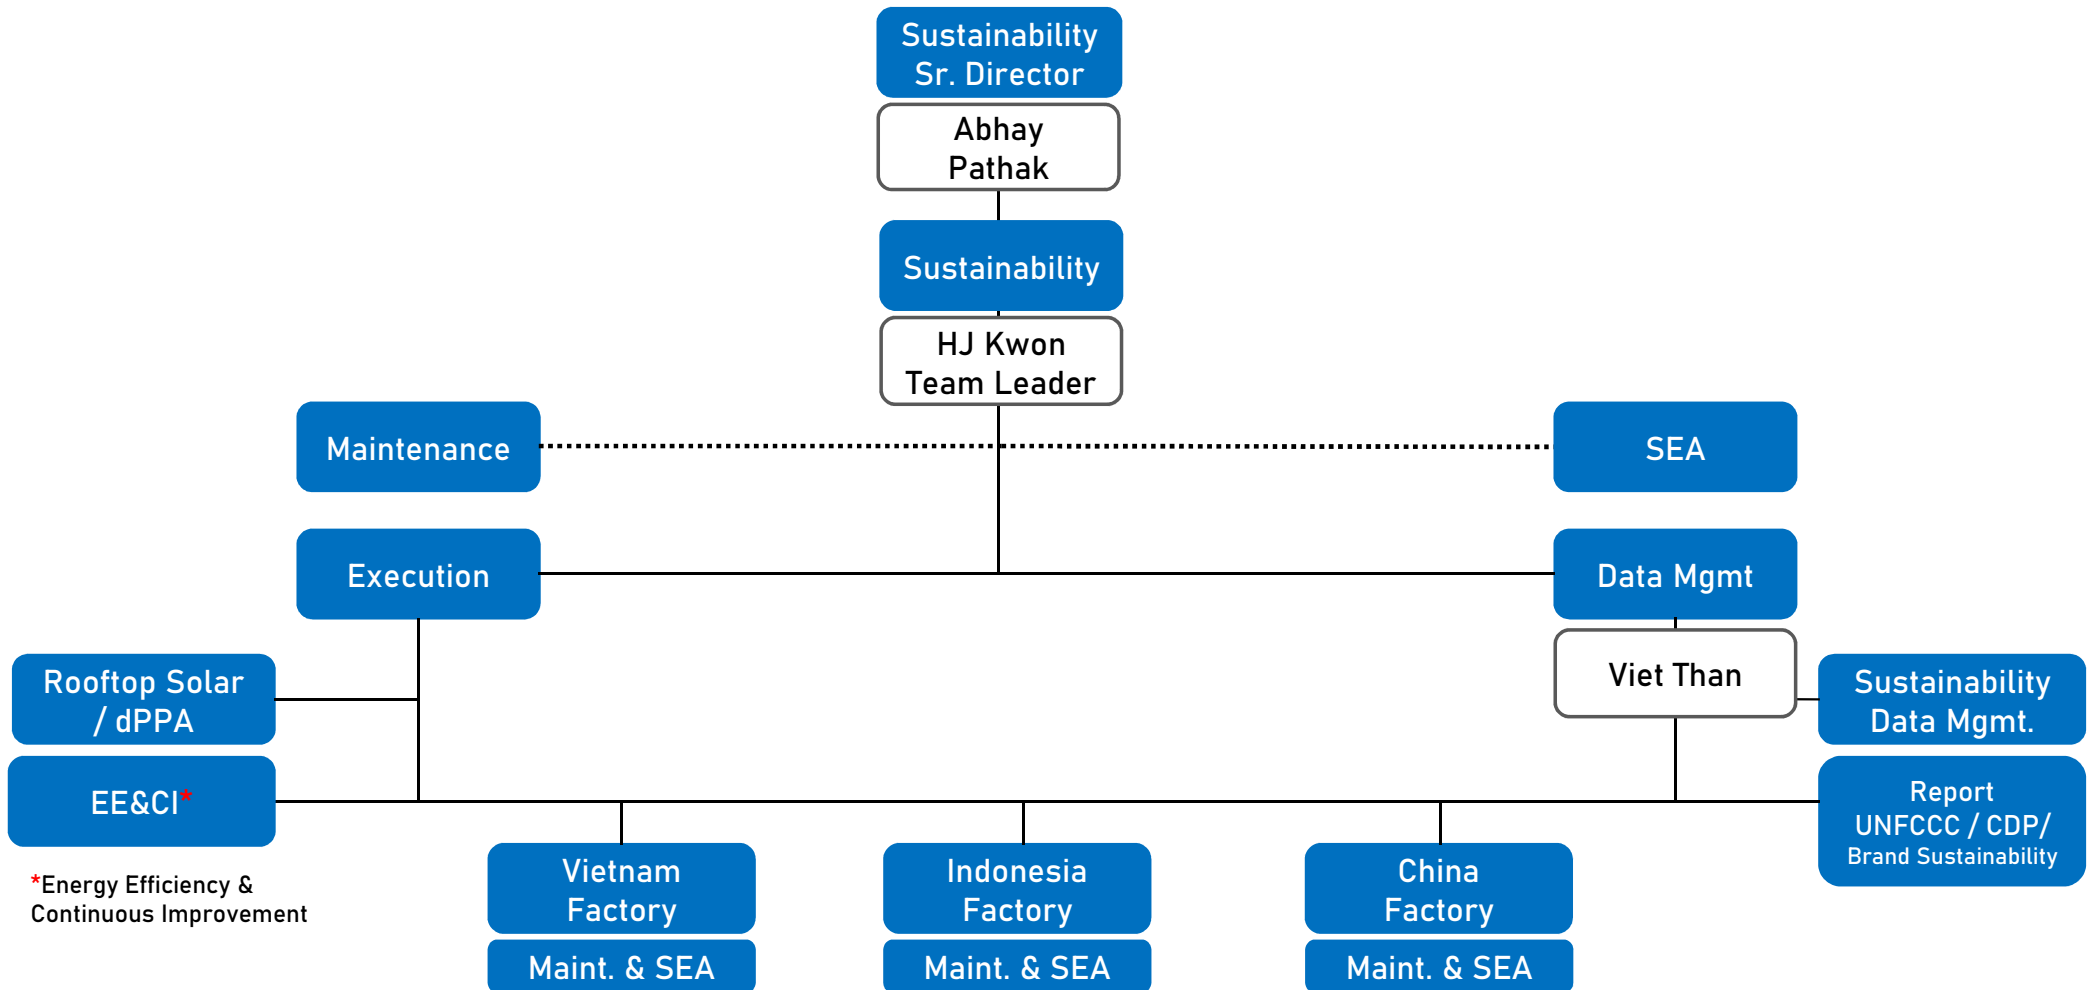 Sustainability
Sr. Director
Abhay
Pathak
Sustainability
HJ Kwon
Team Leader
Maintenance
SEA
Execution
Data Mgmt
Viet Than
Rooftop Solar
/ dPPA
Sustainability
Data Mgmt.
EE&CI*
Report
UNFCCC / CDP/
Brand Sustainability
*Energy Efficiency &
Continuous Improvement
Vietnam
Factory
Maint. & SEA
Indonesia
Factory
Maint. & SEA
China
Factory
Maint. & SEA